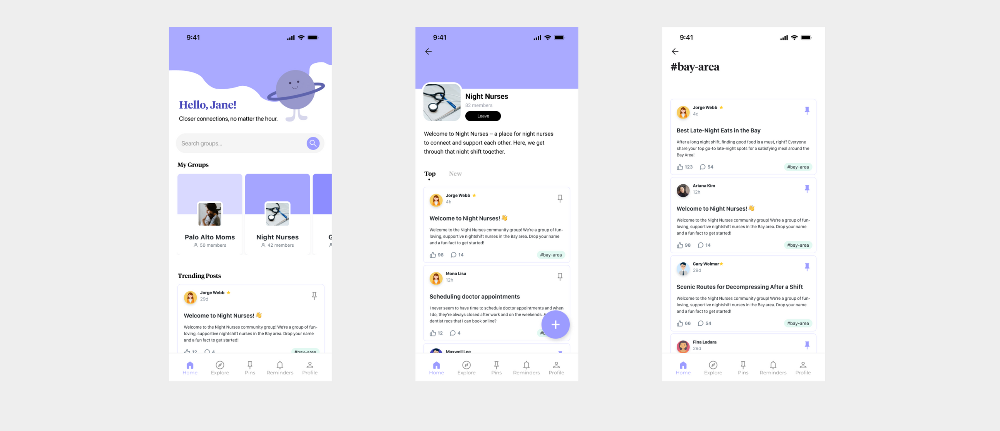 9:41
Hello, Jane!
Closer connections, no matter the hour.
Search groups...
My Groups
Palo Alto Moms
50 members
Night Nurses
42 members
Trending Posts
Jorge Webb
29d
Welcome to Night Nurses! 👋
Welcome to the Night Nurses community group! We're a group of fun-
loving, supportive nightshift nurses in the Bay area. Drop your name
and a fun fact to get started!
12 4 #bay-area
Home Explore Pins Reminders Profile
9:41
Night Nurses
82 members
Leave
Welcome to Night Nurses -- a place for night nurses
to connect and support each other. Here, we get
through that night shift together.
Top New
Jorge Webb
4h
Welcome to Night Nurses! 👋
Welcome to the Night Nurses community group! We're a group of fun-
loving, supportive nightshift nurses in the Bay area. Drop your name
and a fun fact to get started!
98 14 #bay-area
Mona Lisa
12h
Scheduling doctor appointments
I never seem to have time to schedule doctor appointments and when
I do, they're always closed after work and on the weekends.
dentist recs that I can book online?
12 4
Maxwell Lee
Home Explore Pins Reminders Profile
9:41
#bay-area
Jorge Webb
4d
Best Late-Night Eats in the Bay
After a long night shift, finding good food is a must, right? Everyone
share your top go-to late-night spots for a satisfying meal around the
Bay Area!
123 54 #bay-area
Ariana Kim
12h
Welcome to Night Nurses! 👋
Welcome to the Night Nurses community group! We're a group of fun-
loving, supportive nightshift nurses in the Bay area. Drop your name
and a fun fact to get started!
98 14 #bay-area
Gary Wolmar
29d
Scenic Routes for Decompressing After a Shift
Welcome to the Night Nurses community group! We're a group of fun-
loving, supportive nightshift nurses in the Bay area. Drop your name
and a fun fact to get started!
66 54 #bay-area
Fina Lodara
29d
Home Explore Pins Reminders Profile